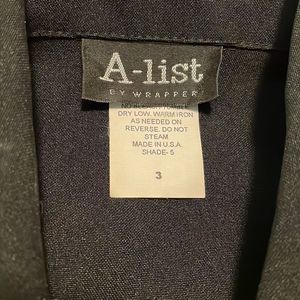 A-list
BY WRAPPER
DRY LOW. WARM IRON
AS NEEDED ON
REVERSE. DO NOT
STEAM
MADE IN U.S.A.
SHADE- 5
3